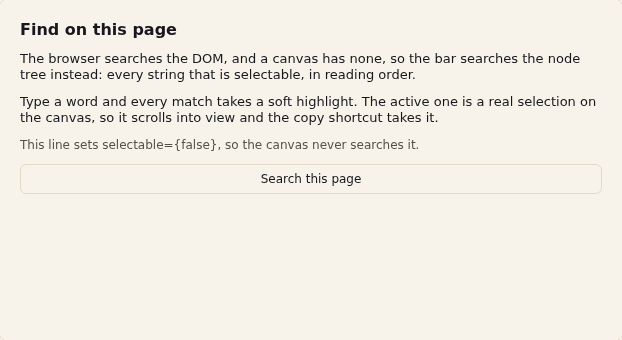 Find on this page
The browser searches the DOM, and a canvas has none, so the bar searches the node
tree instead: every string that is selectable, in reading order.
Type a word and every match takes a soft highlight. The active one is a real selection on
the canvas, so it scrolls into view and the copy shortcut takes it.
This line sets selectable={false}, so the canvas never searches it.
Search this page